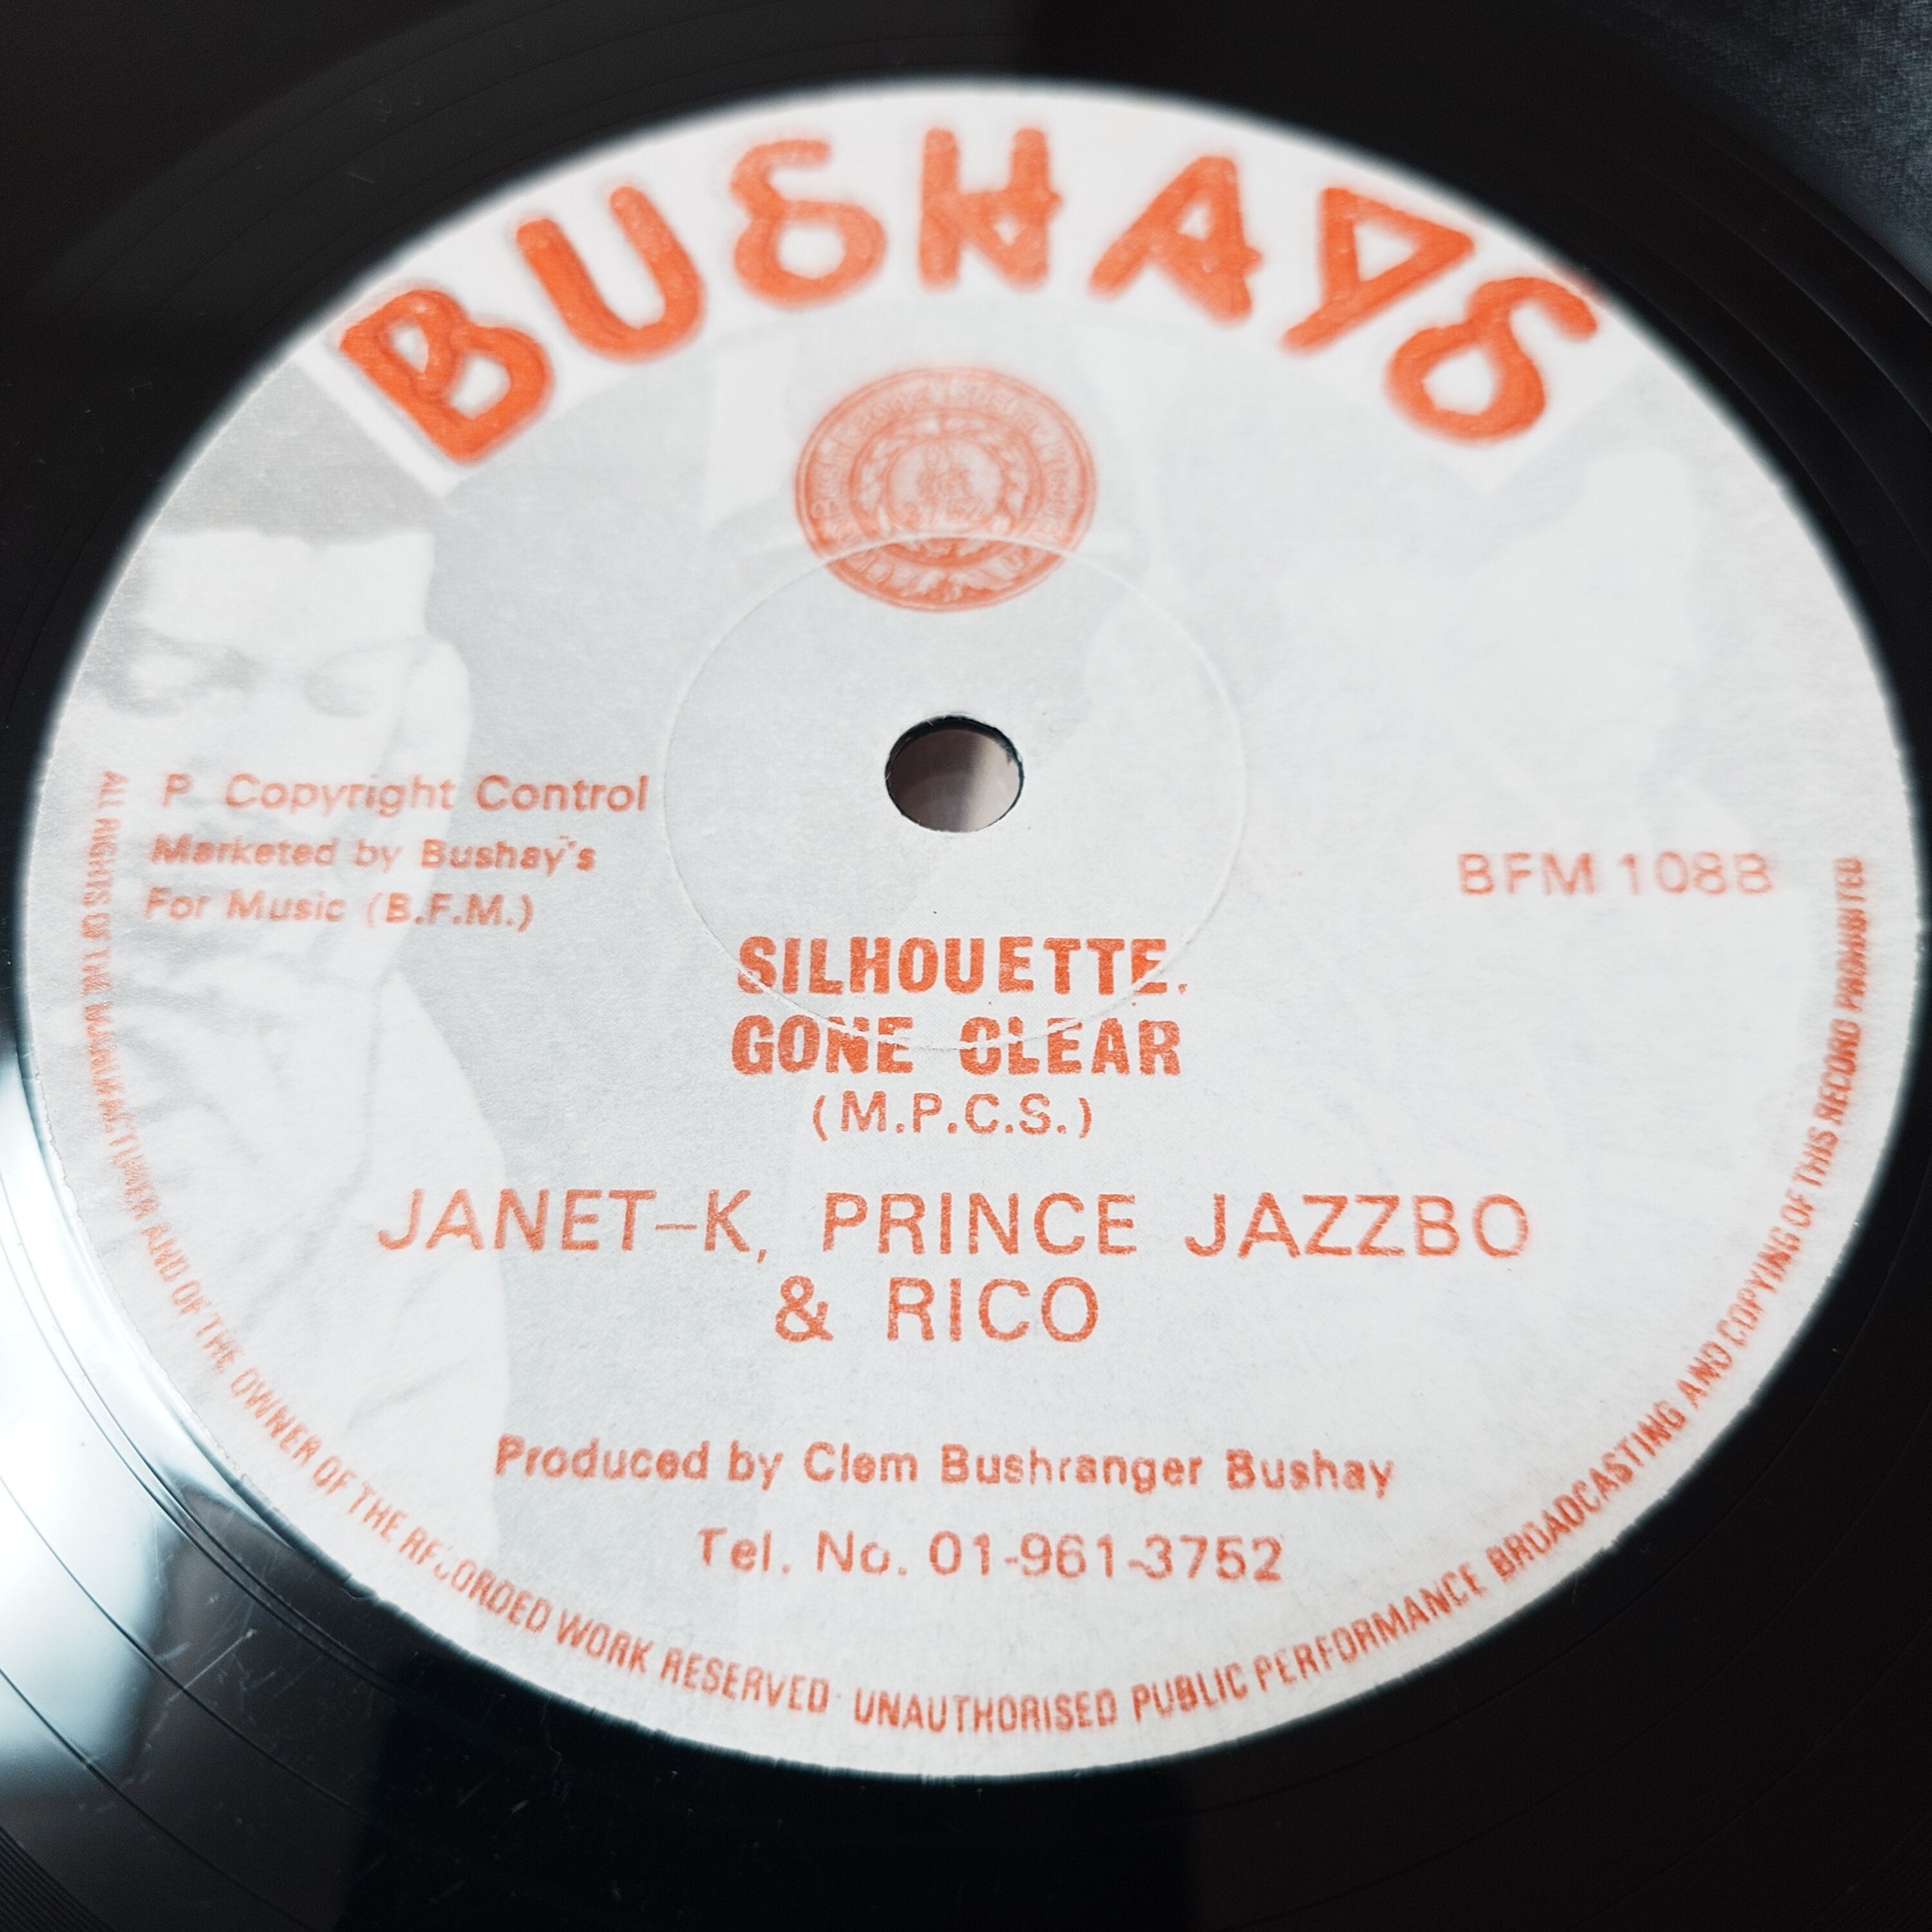 BUSHAYS
P. Copyright Control
Marketed by Bushay's
For Music (B.F.M.)
BFM 108B
SILHOUETTE.
GONE CLEAR
(M.P.C.S.)
JANET-K, PRINCE JAZZBO
& RICO
Produced by Clem Bushranger Bushay
Tel. No. 01-961-3752
ALL RIGHTS OF THE MANUFACTURER AND OF THE OWNER OF THE RECORDED WORK RESERVED · UNAUTHORISED PUBLIC PERFORMANCE BROADCASTING AND COPYING OF THIS RECORD PROHIBITED